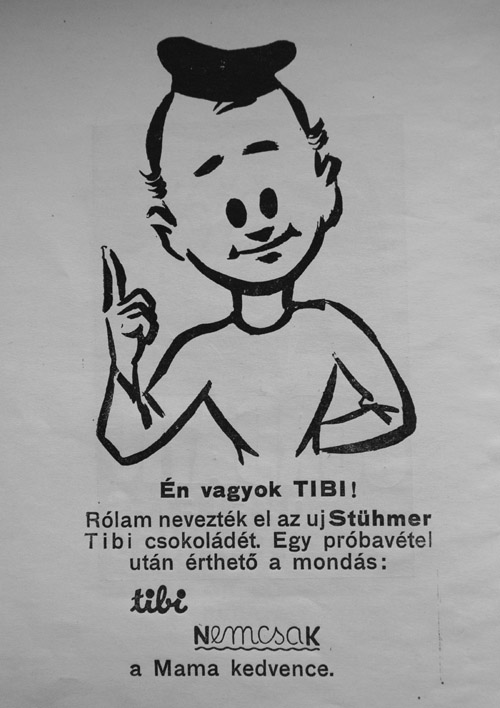 Én vagyok TIBI!
Rólam nevezték el az uj Stühmer
Tibi csokoládét. Egy próbavétel
után érthető a mondás:
tibi
Nemcsak
a Mama kedvence.